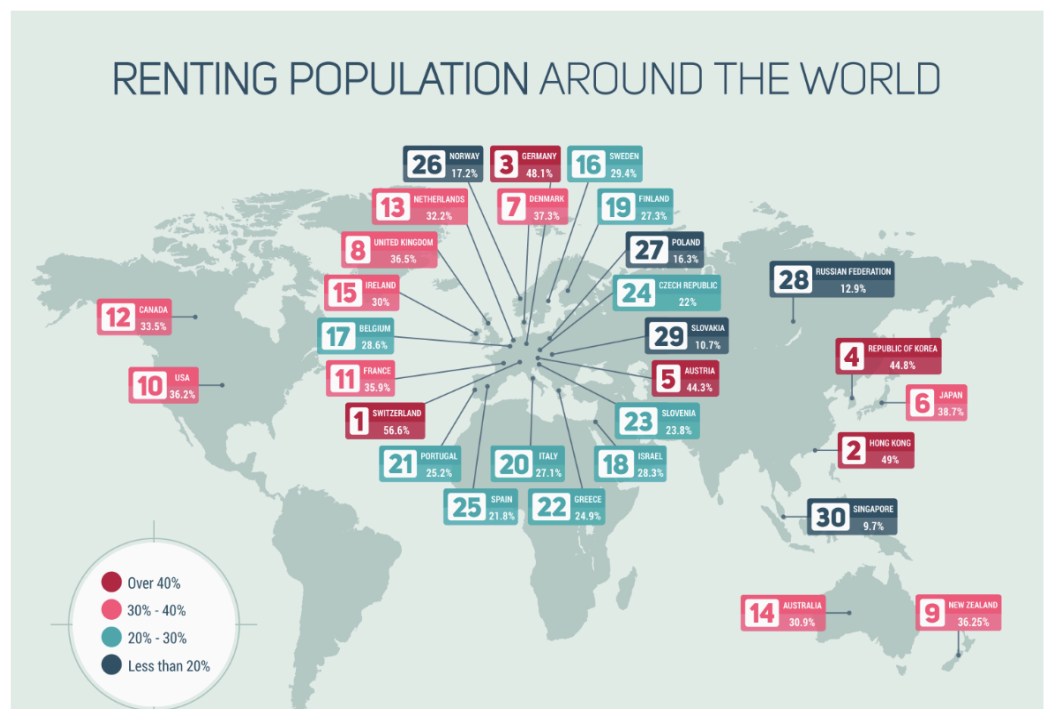 RENTING POPULATION AROUND THE WORLD
26 NORWAY 17.2%
3 GERMANY 48.1%
16 SWEDEN 29.4%
13 NETHERLANDS 32.2%
7 DENMARK 37.3%
19 FINLAND 27.3%
8 UNITED KINGDOM 36.5%
27 POLAND 16.3%
28 RUSSIAN FEDERATION 12.9%
15 IRELAND 30%
24 CZECH REPUBLIC 22%
12 CANADA 33.5%
17 BELGIUM 28.6%
29 SLOVAKIA 10.7%
4 REPUBLIC OF KOREA 44.8%
10 USA 36.2%
11 FRANCE 35.9%
5 AUSTRIA 44.3%
6 JAPAN 38.7%
1 SWITZERLAND 56.6%
23 SLOVENIA 23.8%
2 HONG KONG 49%
21 PORTUGAL 25.2%
20 ITALY 27.1%
18 ISRAEL 28.3%
25 SPAIN 21.8%
22 GREECE 24.9%
30 SINGAPORE 9.7%
14 AUSTRALIA 30.9%
9 NEW ZEALAND 36.25%
Over 40%
30% - 40%
20% - 30%
Less than 20%